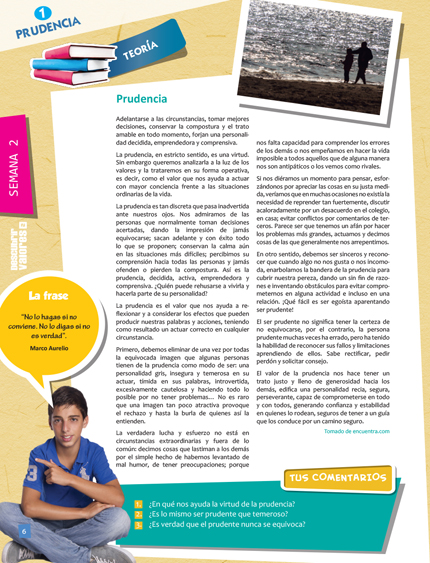 1
PRUDENCIA
TEORÍA
SEMANA 2
Prudencia
Adelantarse a las circunstancias, tomar mejores
decisiones, conservar la compostura y el trato
amable en todo momento, forjan una personali-
dad decidida, emprendedora y comprensiva.
La prudencia, en estricto sentido, es una virtud.
Sin embargo queremos analizarla a la luz de los
valores y la trataremos en su forma operativa,
es decir, como el valor que nos ayuda a actuar
con mayor conciencia frente a las situaciones
ordinarias de la vida.
La prudencia es tan discreta que pasa inadvertida
ante nuestros ojos. Nos admiramos de las
personas que normalmente toman decisiones
acertadas, dando la impresión de jamás
equivocarse; sacan adelante y con éxito todo
lo que se proponen; conservan la calma aún
en las situaciones más difíciles; percibimos su
comprensión hacia todas las personas y jamás
ofenden o pierden la compostura. Así es la
prudencia, decidida, activa, emprendedora y
comprensiva. ¿Quién puede rehusarse a vivirla y
hacerla parte de su personalidad?
La prudencia es el valor que nos ayuda a re-
flexionar y a considerar los efectos que pueden
producir nuestras palabras y acciones, teniendo
como resultado un actuar correcto en cualquier
circunstancia.
Primero, debemos eliminar de una vez por todas
la equivocada imagen que algunas personas
tienen de la prudencia como modo de ser: una
personalidad gris, insegura y temerosa en su
actuar, tímida en sus palabras, introvertida,
excesivamente cautelosa y haciendo todo lo
posible por no tener problemas... No es raro
que una imagen tan poco atractiva provoque
el rechazo y hasta la burla de quienes así la
entienden.
La verdadera lucha y esfuerzo no está en
circunstancias extraordinarias y fuera de lo
común: decimos cosas que lastiman a los demás
por el simple hecho de habernos levantado de
mal humor, de tener preocupaciones; porque
nos falta capacidad para comprender los errores
de los demás o nos empeñamos en hacer la vida
imposible a todos aquellos que de alguna manera
nos son antipáticos o los vemos como rivales.
Si nos diéramos un momento para pensar, esfor-
zándonos por apreciar las cosas en su justa medi-
da, veríamos que en muchas ocasiones no existía la
necesidad de reprender tan fuertemente, discutir
acaloradamente por un desacuerdo en el colegio,
en casa; evitar conflictos por comentarios de ter-
ceros. Parece ser que tenemos un afán por hacer
los problemas más grandes, actuamos y decimos
cosas de las que generalmente nos arrepentimos.
En otro sentido, debemos ser sinceros y recono-
cer que cuando algo no nos gusta o nos incomo-
da, enarbolamos la bandera de la prudencia para
cubrir nuestra pereza, dando un sin fin de razo-
nes e inventando obstáculos para evitar compro-
meternos en alguna actividad e incluso en una
relación. ¡Qué fácil es ser egoísta aparentando
ser prudente!
El ser prudente no significa tener la certeza de
no equivocarse, por el contrario, la persona
prudente muchas veces ha errado, pero ha tenido
la habilidad de reconocer sus fallos y limitaciones
aprendiendo de ellos. Sabe rectificar, pedir
perdón y solicitar consejo.
El valor de la prudencia nos hace tener un
trato justo y lleno de generosidad hacia los
demás, edifica una personalidad recia, segura,
perseverante, capaz de comprometerse en todo
y con todos, generando confianza y estabilidad
en quienes lo rodean, seguros de tener a un guía
que los conduce por un camino seguro.
Tomado de encuentra.com
La frase
"No lo hagas si no
conviene. No lo digas si no
es verdad".
Marco Aurelio
TUS COMENTARIOS
1. ¿En qué nos ayuda la virtud de la prudencia?
2. ¿Es lo mismo ser prudente que temeroso?
3. ¿Es verdad que el prudente nunca se equivoca?
6